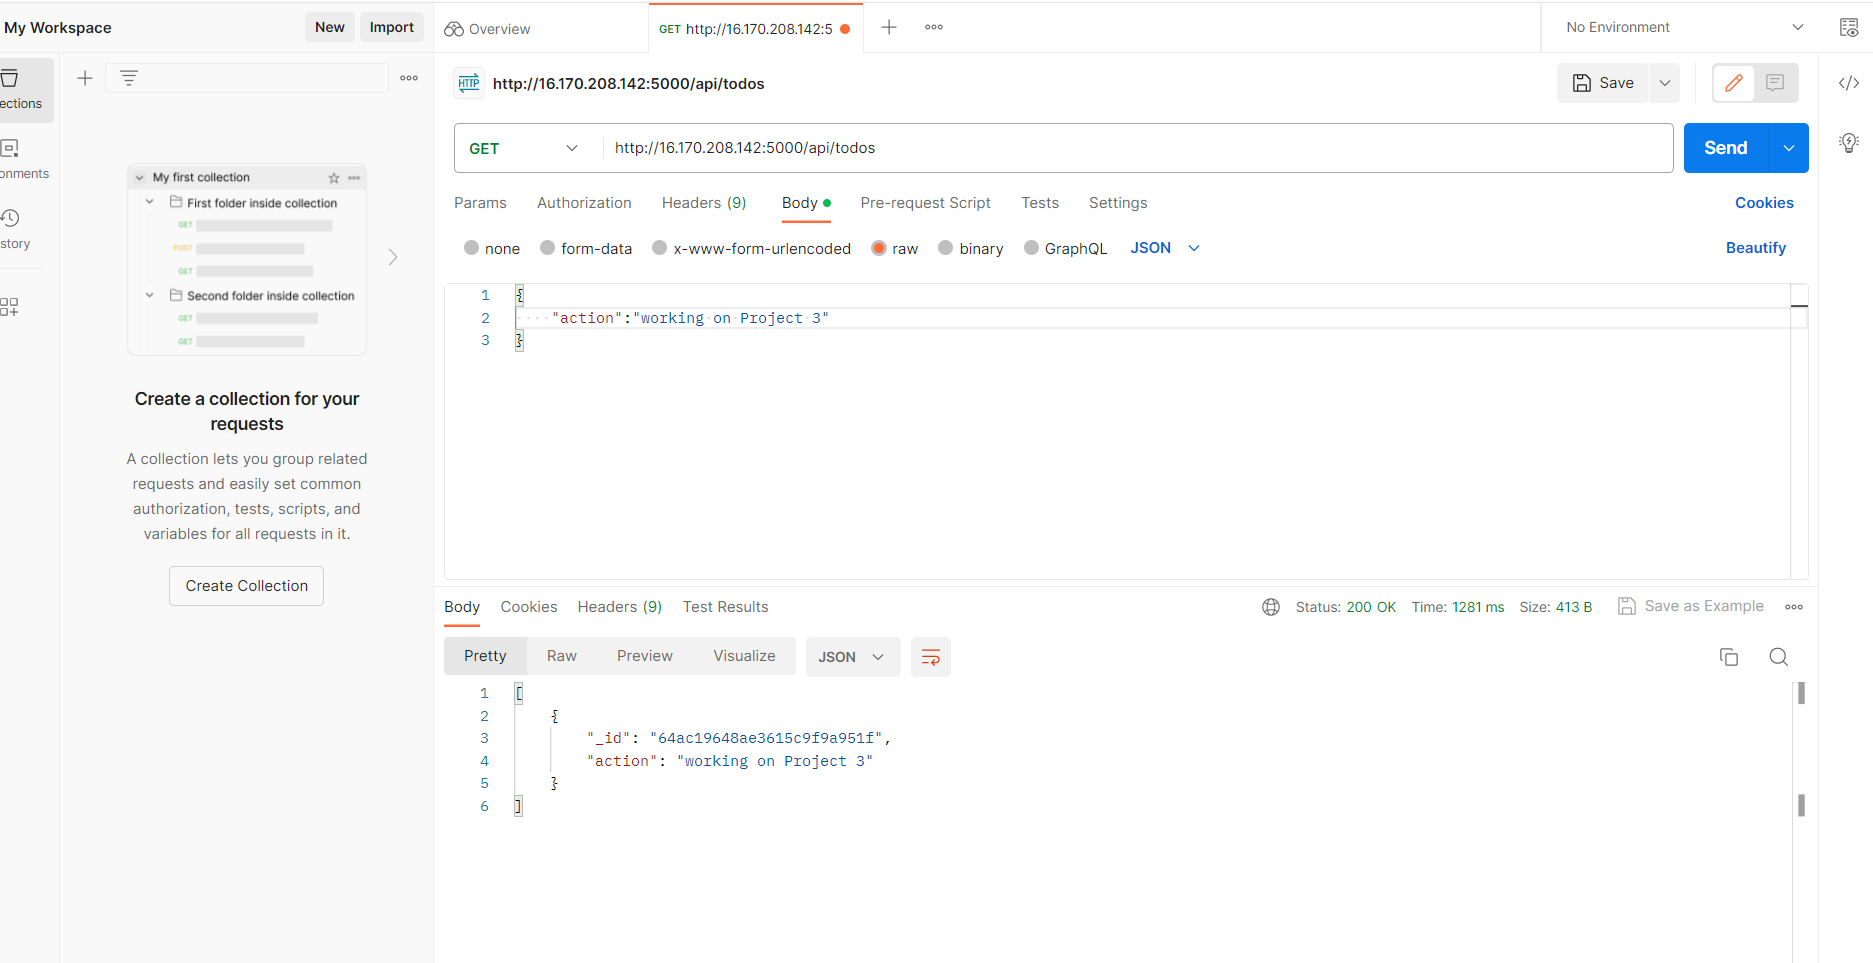 My Workspace
New
Import
Overview
GET http://16.170.208.142:5
No Environment
ections
onments
story
My first collection
First folder inside collection
GET
POST
GET
Second folder inside collection
GET
GET
Create a collection for your
requests
A collection lets you group related
requests and easily set common
authorization, tests, scripts, and
variables for all requests in it.
Create Collection
HTTP http://16.170.208.142:5000/api/todos
Save
GET http://16.170.208.142:5000/api/todos
Send
Params Authorization Headers (9) Body Pre-request Script Tests Settings Cookies
none form-data x-www-form-urlencoded raw binary GraphQL JSON Beautify
1 {
2 "action":"working on Project 3"
3 }
Body Cookies Headers (9) Test Results Status: 200 OK Time: 1281 ms Size: 413 B Save as Example
Pretty Raw Preview Visualize JSON
1 [
2 {
3 "_id": "64ac19648ae3615c9f9a951f",
4 "action": "working on Project 3"
5 }
6 ]